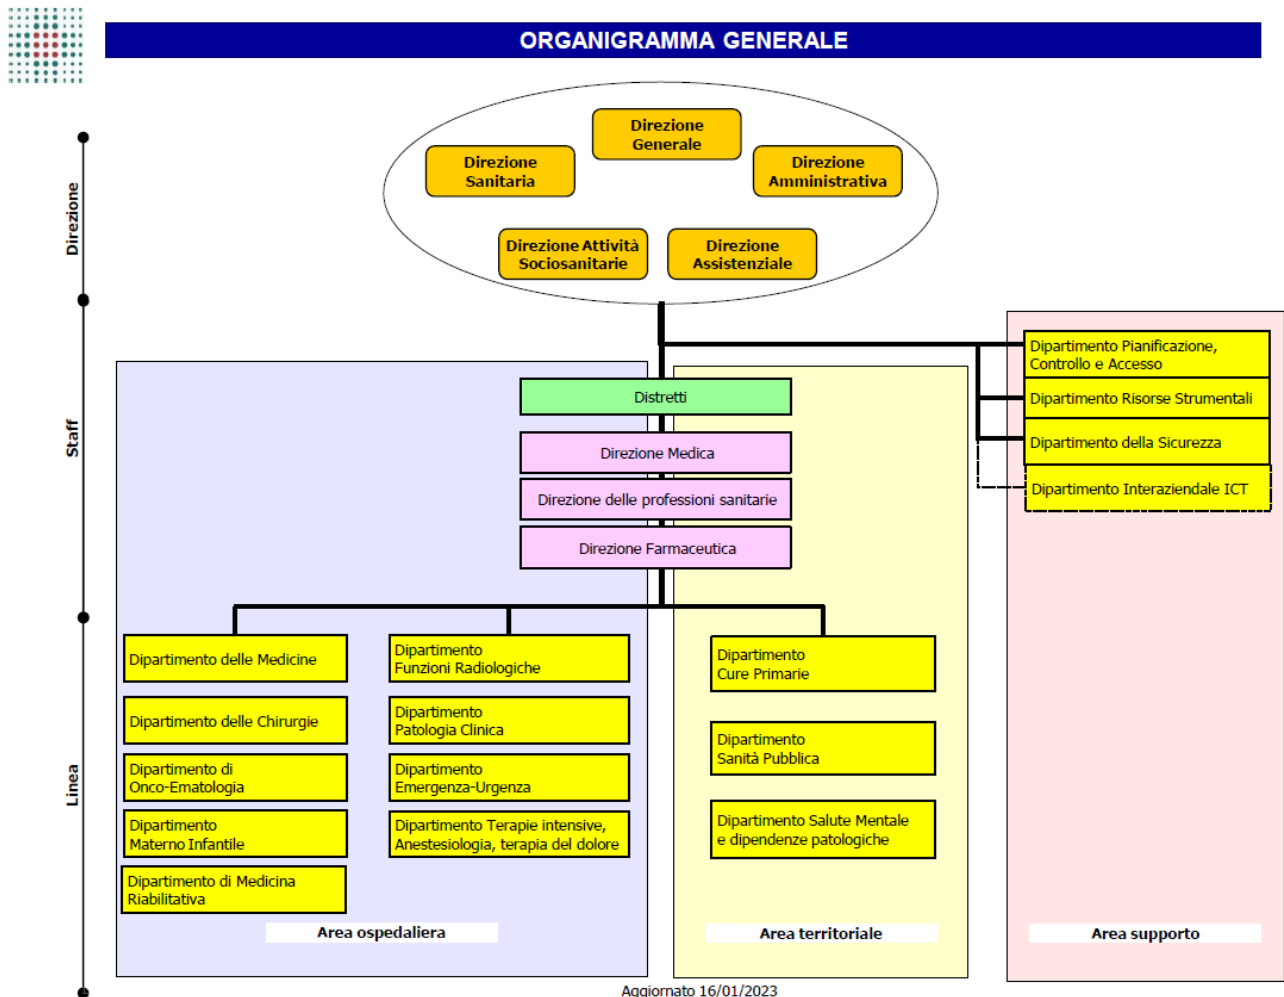 ORGANIGRAMMA GENERALE
Direzione
Generale
Direzione
Sanitaria
Direzione
Amministrativa
Direzione Attività
Sociosanitarie
Direzione
Assistenziale
Direzione
Staff
Linea
Dipartimento Pianificazione,
Controllo e Accesso
Dipartimento Risorse Strumentali
Dipartimento della Sicurezza
Dipartimento Interaziendale ICT
Distretti
Direzione Medica
Direzione delle professioni sanitarie
Direzione Farmaceutica
Dipartimento delle Medicine
Dipartimento delle Chirurgie
Dipartimento di
Onco-Ematologia
Dipartimento
Materno Infantile
Dipartimento di Medicina
Riabilitativa
Dipartimento
Funzioni Radiologiche
Dipartimento
Patologia Clinica
Dipartimento
Emergenza-Urgenza
Dipartimento Terapie intensive,
Anestesiologia, terapia del dolore
Dipartimento
Cure Primarie
Dipartimento
Sanità Pubblica
Dipartimento Salute Mentale
e dipendenze patologiche
Area ospedaliera
Area territoriale
Area supporto
Aggiornato 16/01/2023